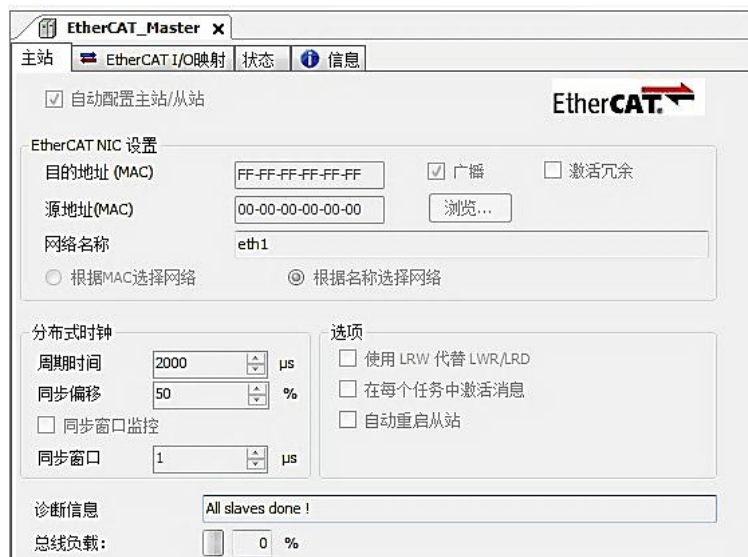 EtherCAT_Master
主站 EtherCAT I/O映射 状态 信息
自动配置主站/从站
EtherCAT.
EtherCAT NIC 设置
目的地址 (MAC) FF-FF-FF-FF-FF-FF 广播 激活冗余
源地址(MAC) 00-00-00-00-00-00 浏览...
网络名称 eth1
根据MAC选择网络 根据名称选择网络
分布式时钟
周期时间 2000 µs
同步偏移 50 %
同步窗口监控
同步窗口 1 µs
选项
使用 LRW 代替 LWR/LRD
在每个任务中激活消息
自动重启从站
诊断信息 All slaves done !
总线负载: 0 %